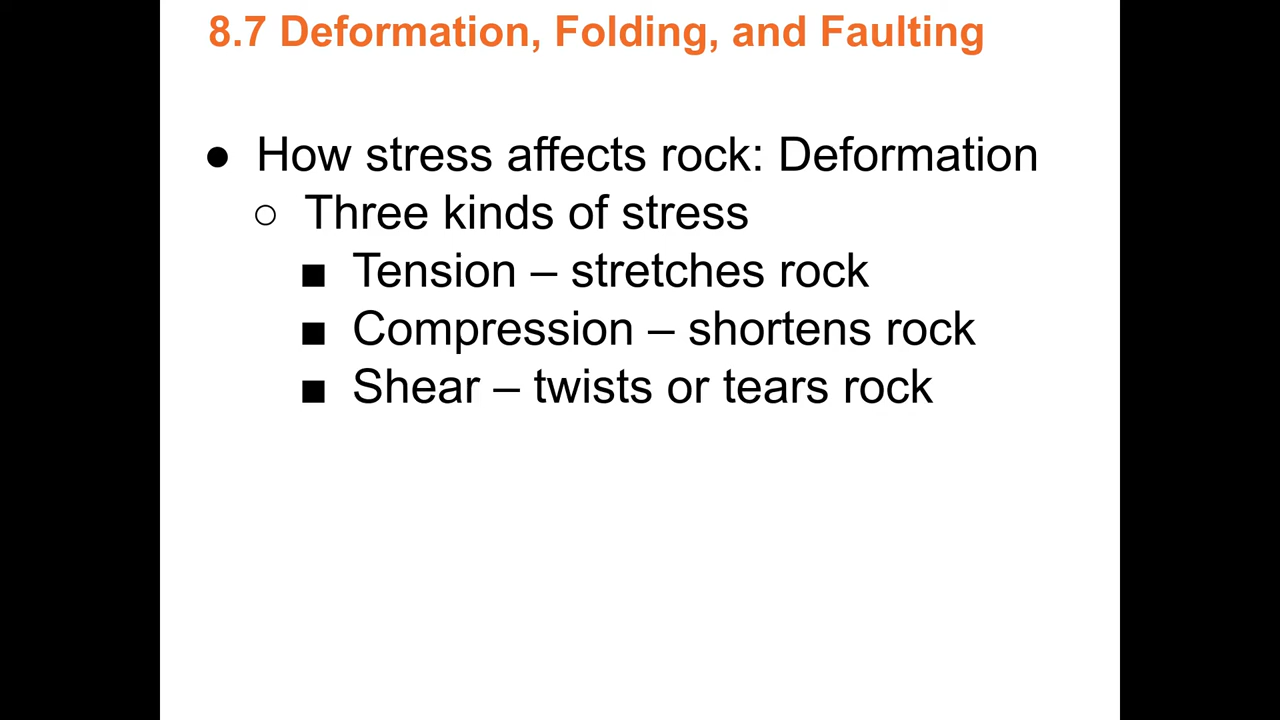 8.7 Deformation, Folding, and Faulting
● How stress affects rock: Deformation
○ Three kinds of stress
■ Tension – stretches rock
■ Compression – shortens rock
■ Shear – twists or tears rock